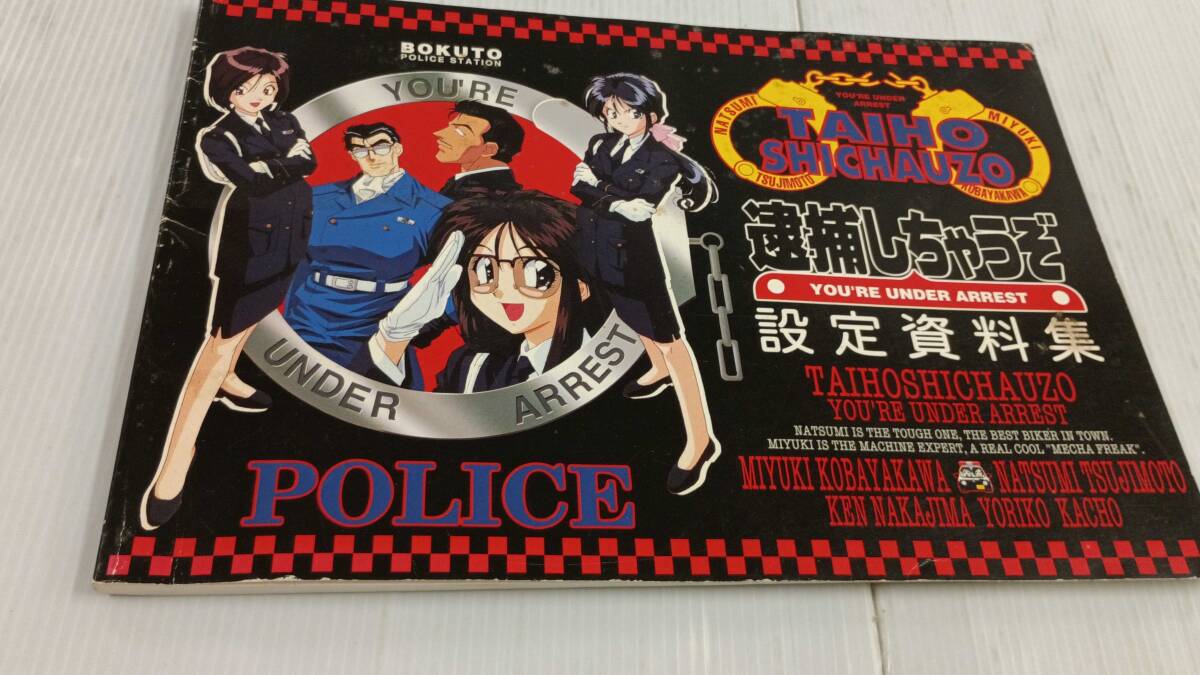 BOKUTO
POLICE STATION
YOU'RE
UNDER ARREST
POLICE
YOU'RE UNDER
ARREST
NATSUMI
MIYUKI
TAIHO
SHICHAUZO
TSUJIMOTO
KOBAYAKAWA
逮捕しちゃうぞ
YOU'RE UNDER ARREST
設定資料集
TAIHOSHICHAUZO
YOU'RE UNDER ARREST
NATSUMI IS THE TOUGH ONE, THE BEST BIKER IN TOWN.
MIYUKI IS THE MACHINE EXPERT, A REAL COOL "MECHA FREAK".
MIYUKI KOBAYAKAWA NATSUMI TSUJIMOTO
KEN NAKAJIMA YORIKO KACHO